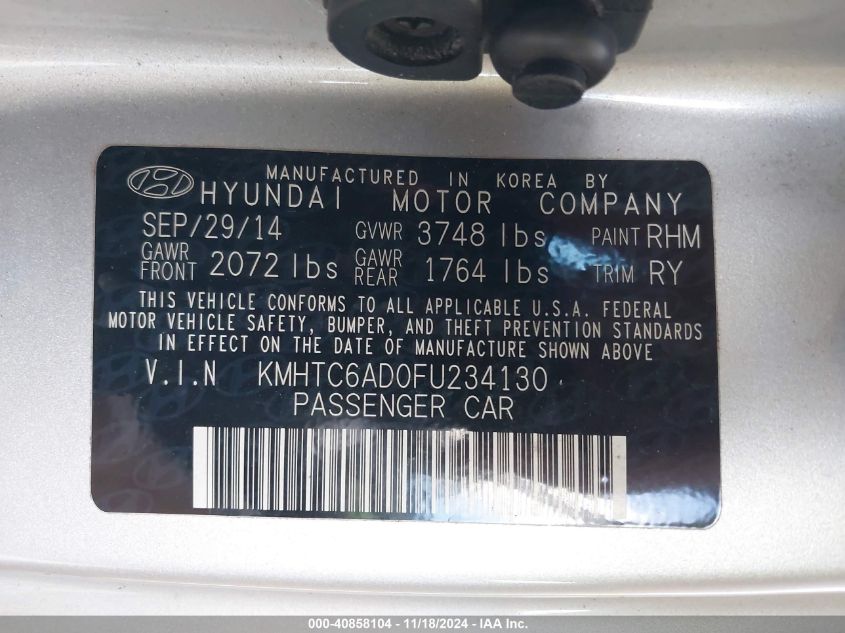 MANUFACTURED IN KOREA BY
HYUNDAI MOTOR COMPANY
SEP/29/14 GVWR 3748 lbs PAINT RHM
GAWR FRONT 2072 lbs GAWR REAR 1764 lbs TRIM RY
THIS VEHICLE CONFORMS TO ALL APPLICABLE U.S.A. FEDERAL
MOTOR VEHICLE SAFETY, BUMPER, AND THEFT PREVENTION STANDARDS
IN EFFECT ON THE DATE OF MANUFACTURE SHOWN ABOVE
V.I.N KMHTC6AD0FU234130
PASSENGER CAR
000-40858104 - 11/18/2024 - IAA Inc.